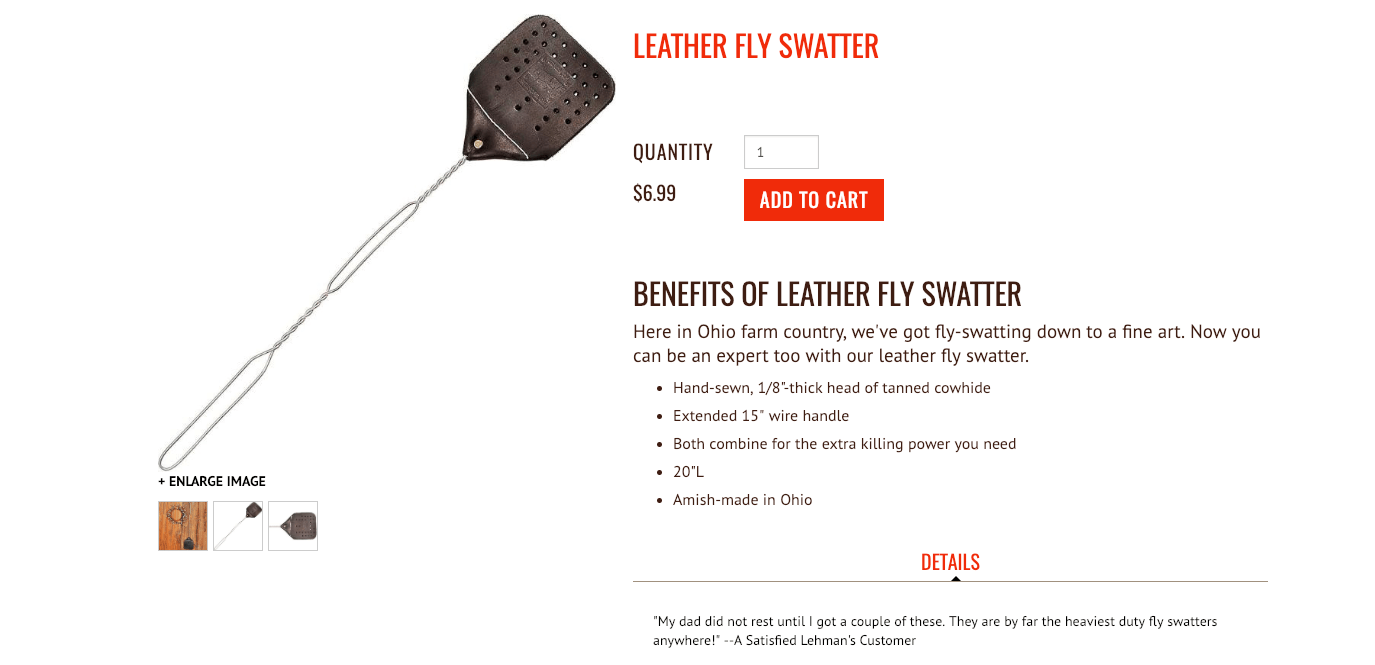 LEATHER FLY SWATTER
QUANTITY
1
$6.99
ADD TO CART
BENEFITS OF LEATHER FLY SWATTER
Here in Ohio farm country, we've got fly-swatting down to a fine art. Now you
can be an expert too with our leather fly swatter.
• Hand-sewn, 1/8"-thick head of tanned cowhide
• Extended 15" wire handle
• Both combine for the extra killing power you need
• 20"L
• Amish-made in Ohio
+ ENLARGE IMAGE
DETAILS
"My dad did not rest until I got a couple of these. They are by far the heaviest duty fly swatters
anywhere!" --A Satisfied Lehman's Customer